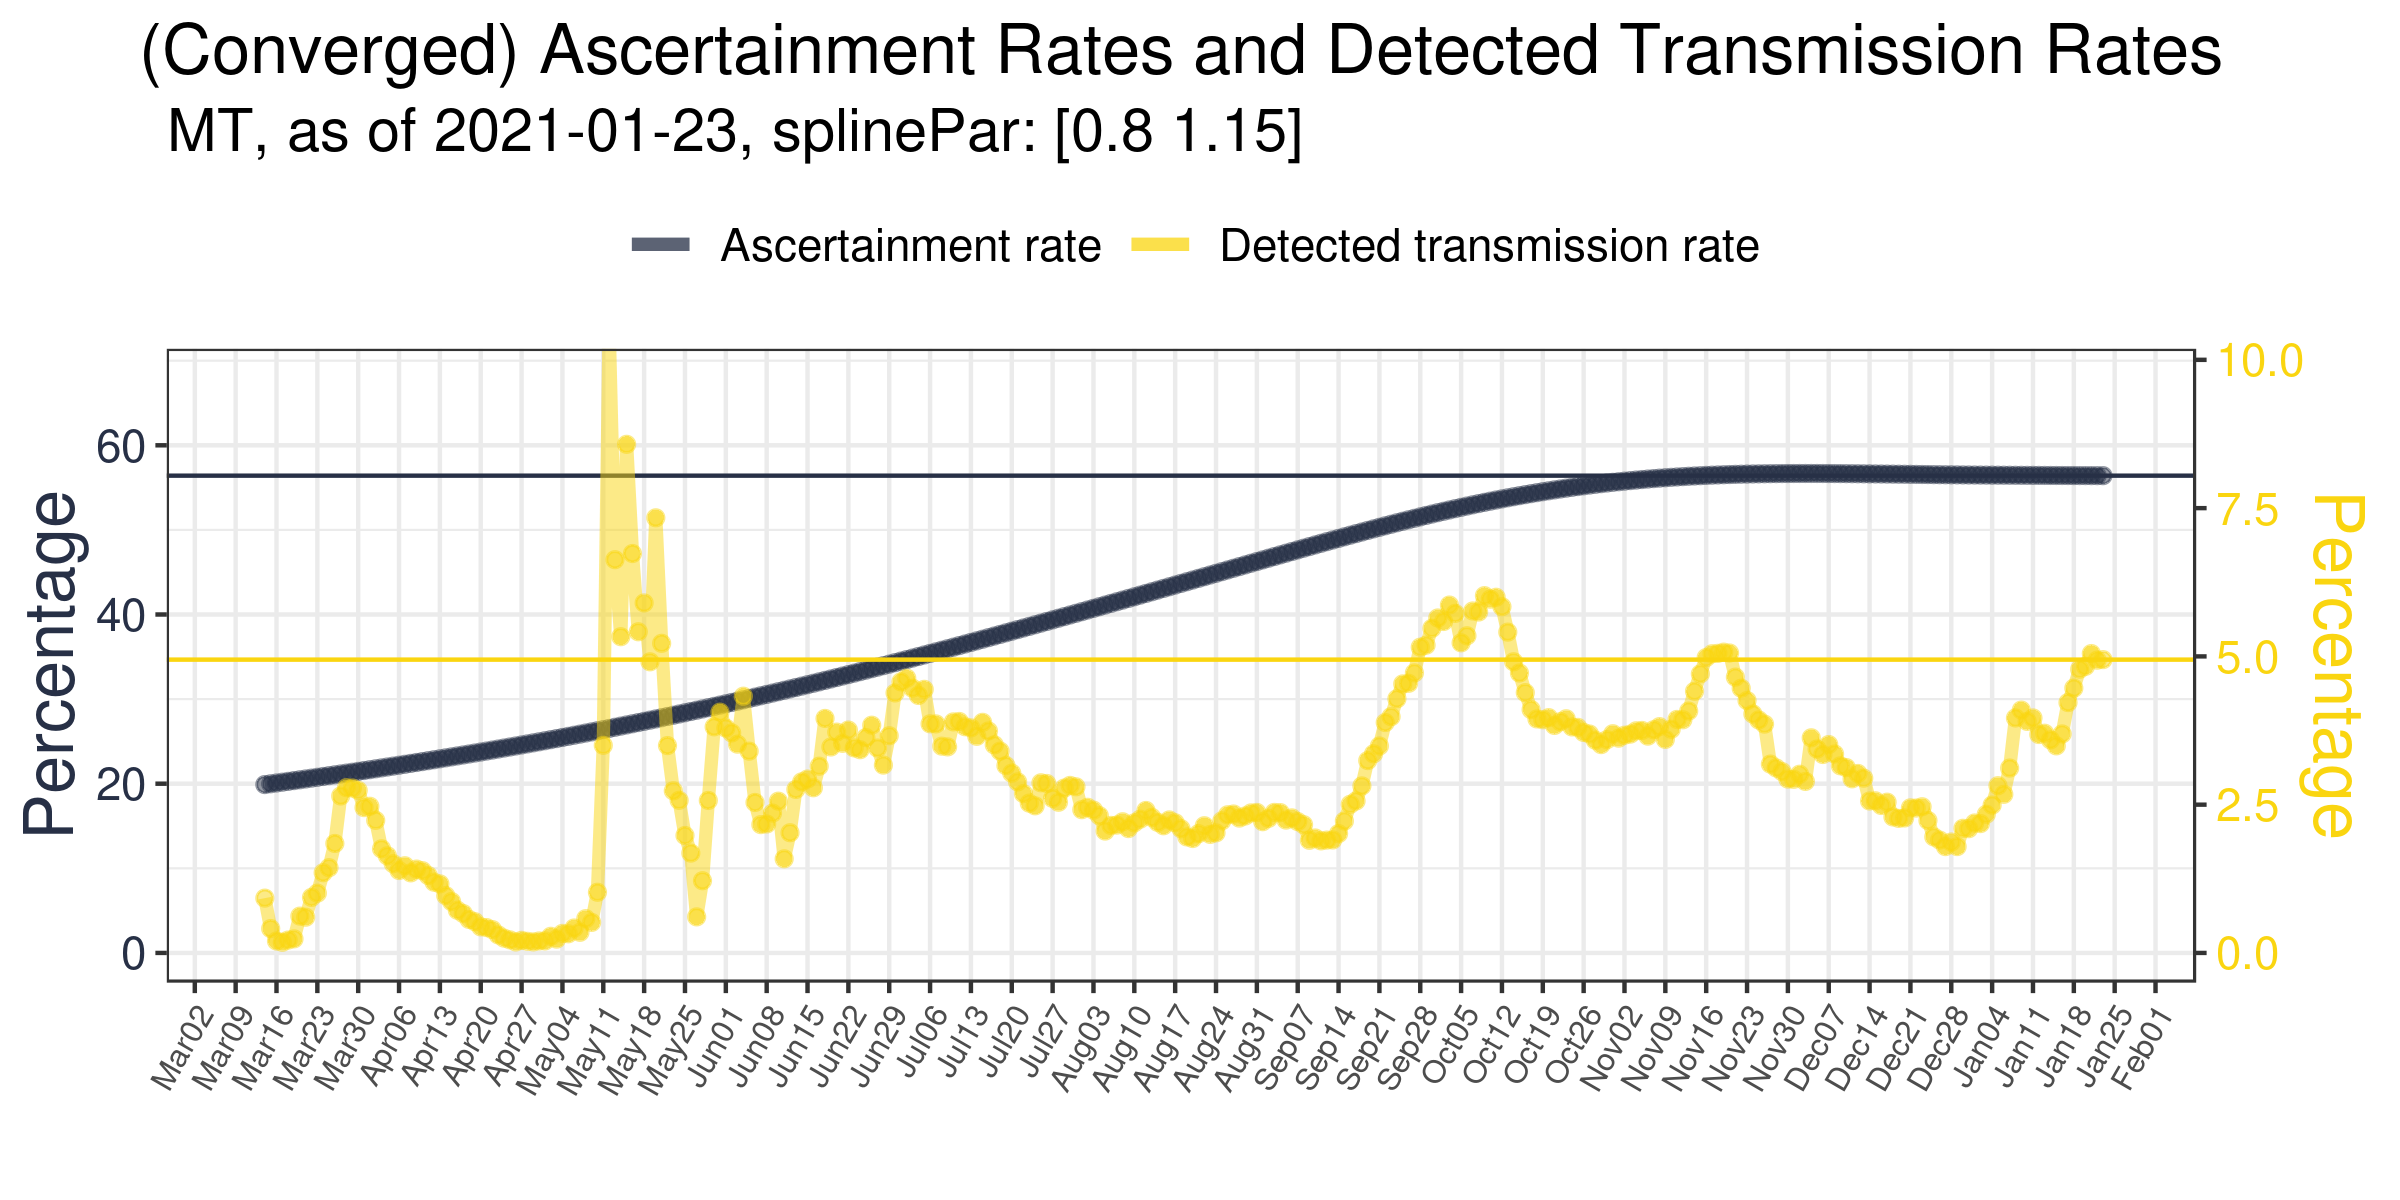 (Converged) Ascertainment Rates and Detected Transmission Rates
MT, as of 2021-01-23, splinePar: [0.8 1.15]
Ascertainment rate Detected transmission rate
Percentage
60
40
20
0
10.0
7.5
5.0
2.5
0.0
Percentage
Mar02 Mar09 Mar16 Mar23 Mar30 Apr06 Apr13 Apr20 Apr27 May04 May11 May18 May25 Jun01 Jun08 Jun15 Jun22 Jun29 Jul06 Jul13 Jul20 Jul27 Aug03 Aug10 Aug17 Aug24 Aug31 Sep07 Sep14 Sep21 Sep28 Oct05 Oct12 Oct19 Oct26 Nov02 Nov09 Nov16 Nov23 Nov30 Dec07 Dec14 Dec21 Dec28 Jan04 Jan11 Jan18 Jan25 Feb01